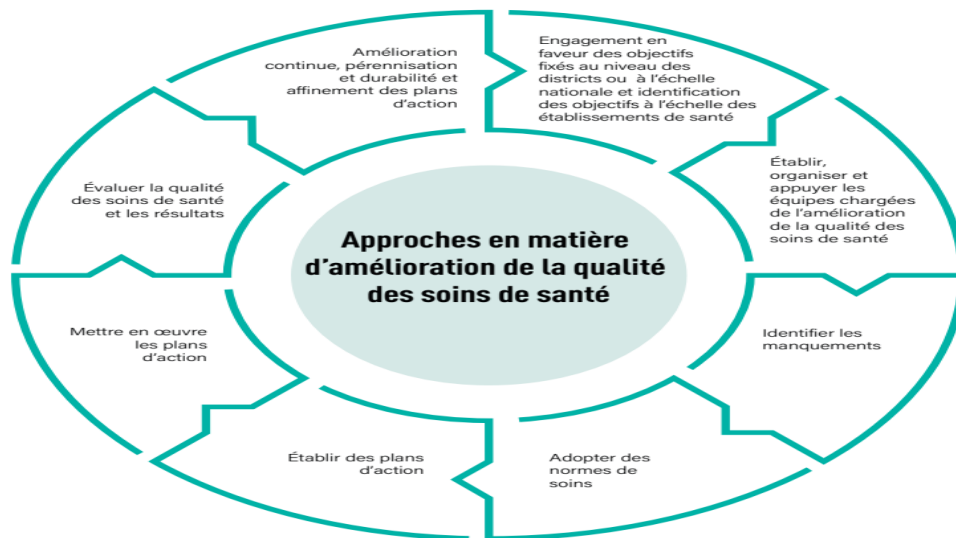 Amélioration
continue, pérennisation
et durabilité et
affinement des plans
d'action
Engagement en
faveur des objectifs
fixés au niveau des
districts ou à l'échelle
nationale et identification
des objectifs à l'échelle des
établissements de santé
Établir,
organiser et
appuyer les
équipes chargées
de l'amélioration
de la qualité des
soins de santé
Identifier les
manquements
Adopter des
normes de
soins
Établir des plans
d'action
Mettre en œuvre
les plans
d'action
Évaluer la qualité
des soins de santé
et les résultats
Approches en matière
d'amélioration de la qualité
des soins de santé